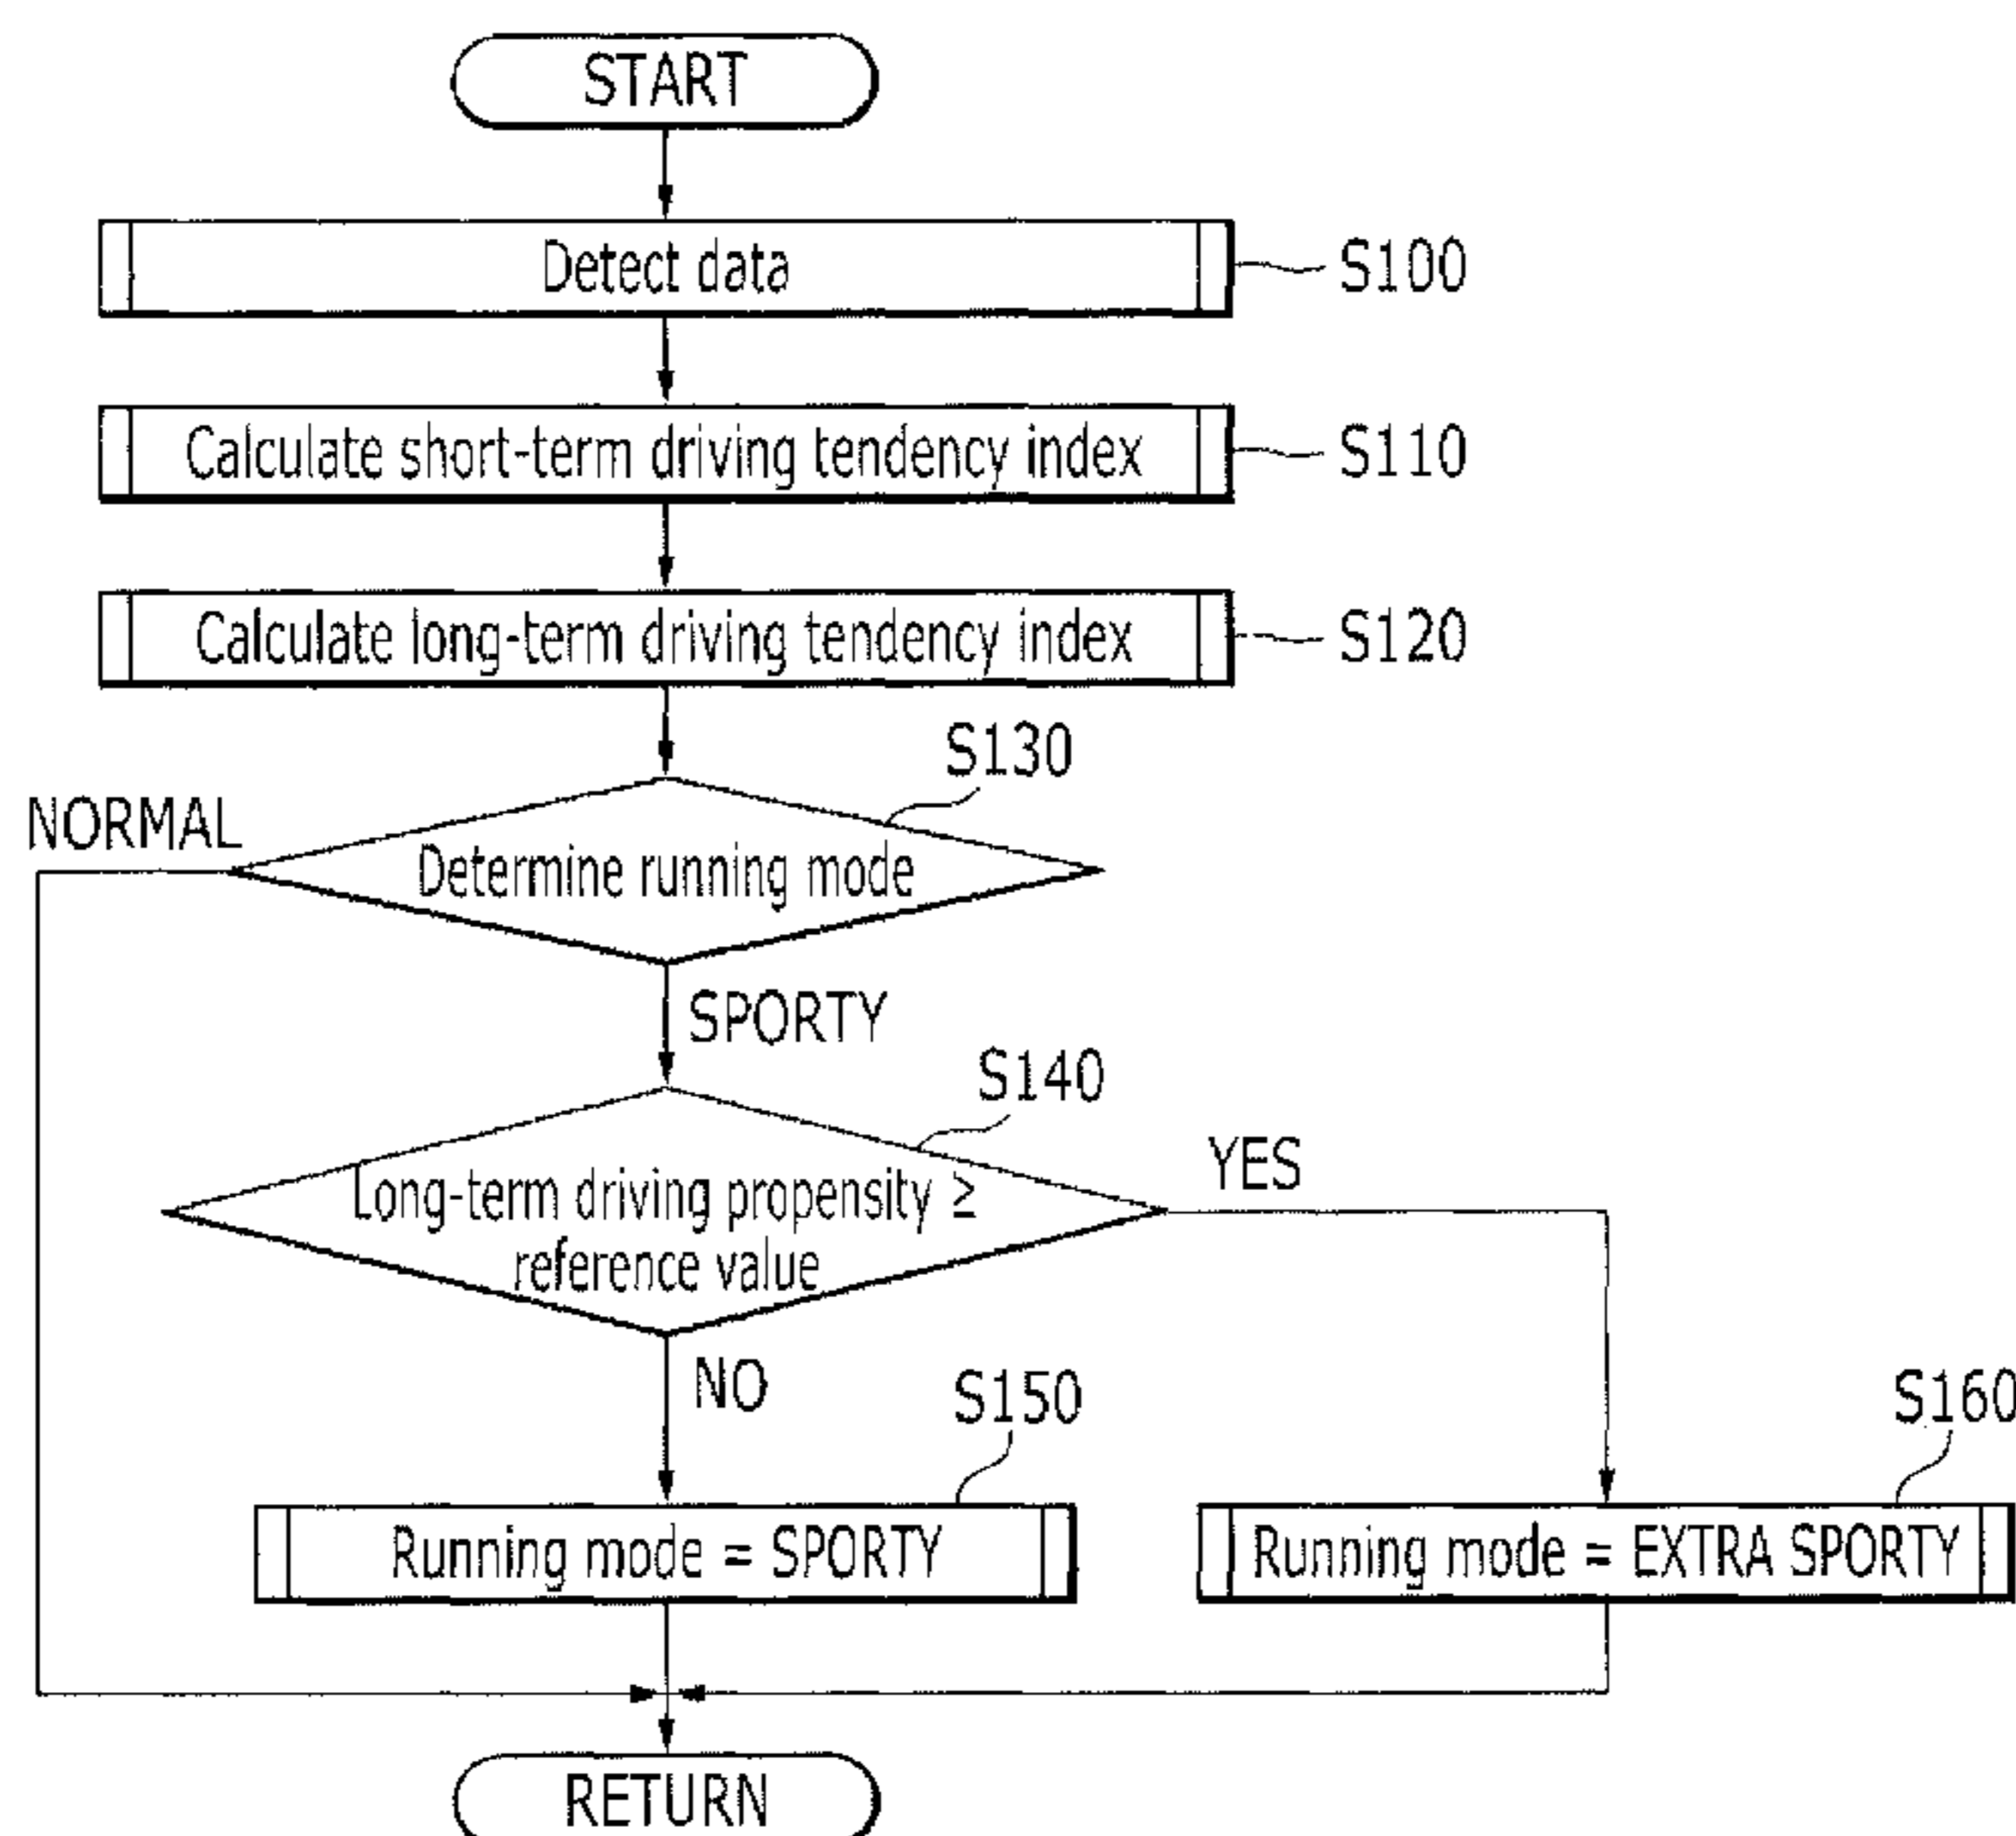 START
Detect data
S100
Calculate short-term driving tendency index
S110
Calculate long-term driving tendency index
S120
S130
NORMAL
Determine running mode
SPORTY
S140
YES
Long-term driving propensity ≥
reference value
NO
S150
S160
Running mode = SPORTY
Running mode = EXTRA SPORTY
RETURN